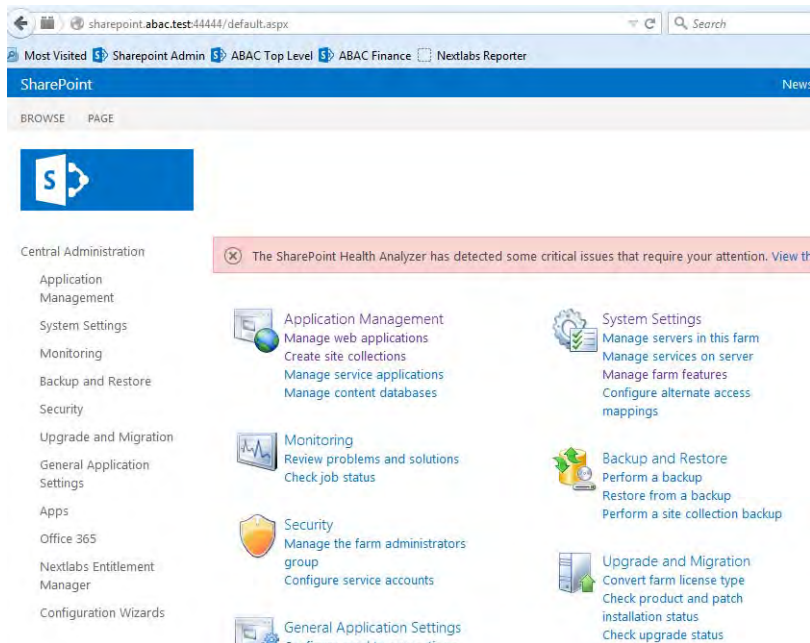 sharepoint.abac.test:44444/default.aspx
Search
Most Visited Sharepoint Admin ABAC Top Level ABAC Finance Nextlabs Reporter
SharePoint
BROWSE PAGE
S
Central Administration
Application
Management
System Settings
Monitoring
Backup and Restore
Security
Upgrade and Migration
General Application
Settings
Apps
Office 365
Nextlabs Entitlement
Manager
Configuration Wizards
The SharePoint Health Analyzer has detected some critical issues that require your attention. View
Application Management
Manage web applications
Create site collections
Manage service applications
Manage content databases
Monitoring
Review problems and solutions
Check job status
Security
Manage the farm administrators
group
Configure service accounts
General Application Settings
System Settings
Manage servers in this farm
Manage services on server
Manage farm features
Configure alternate access
mappings
Backup and Restore
Perform a backup
Restore from a backup
Perform a site collection backup
Upgrade and Migration
Convert farm license type
Check product and patch
installation status
Check upgrade status